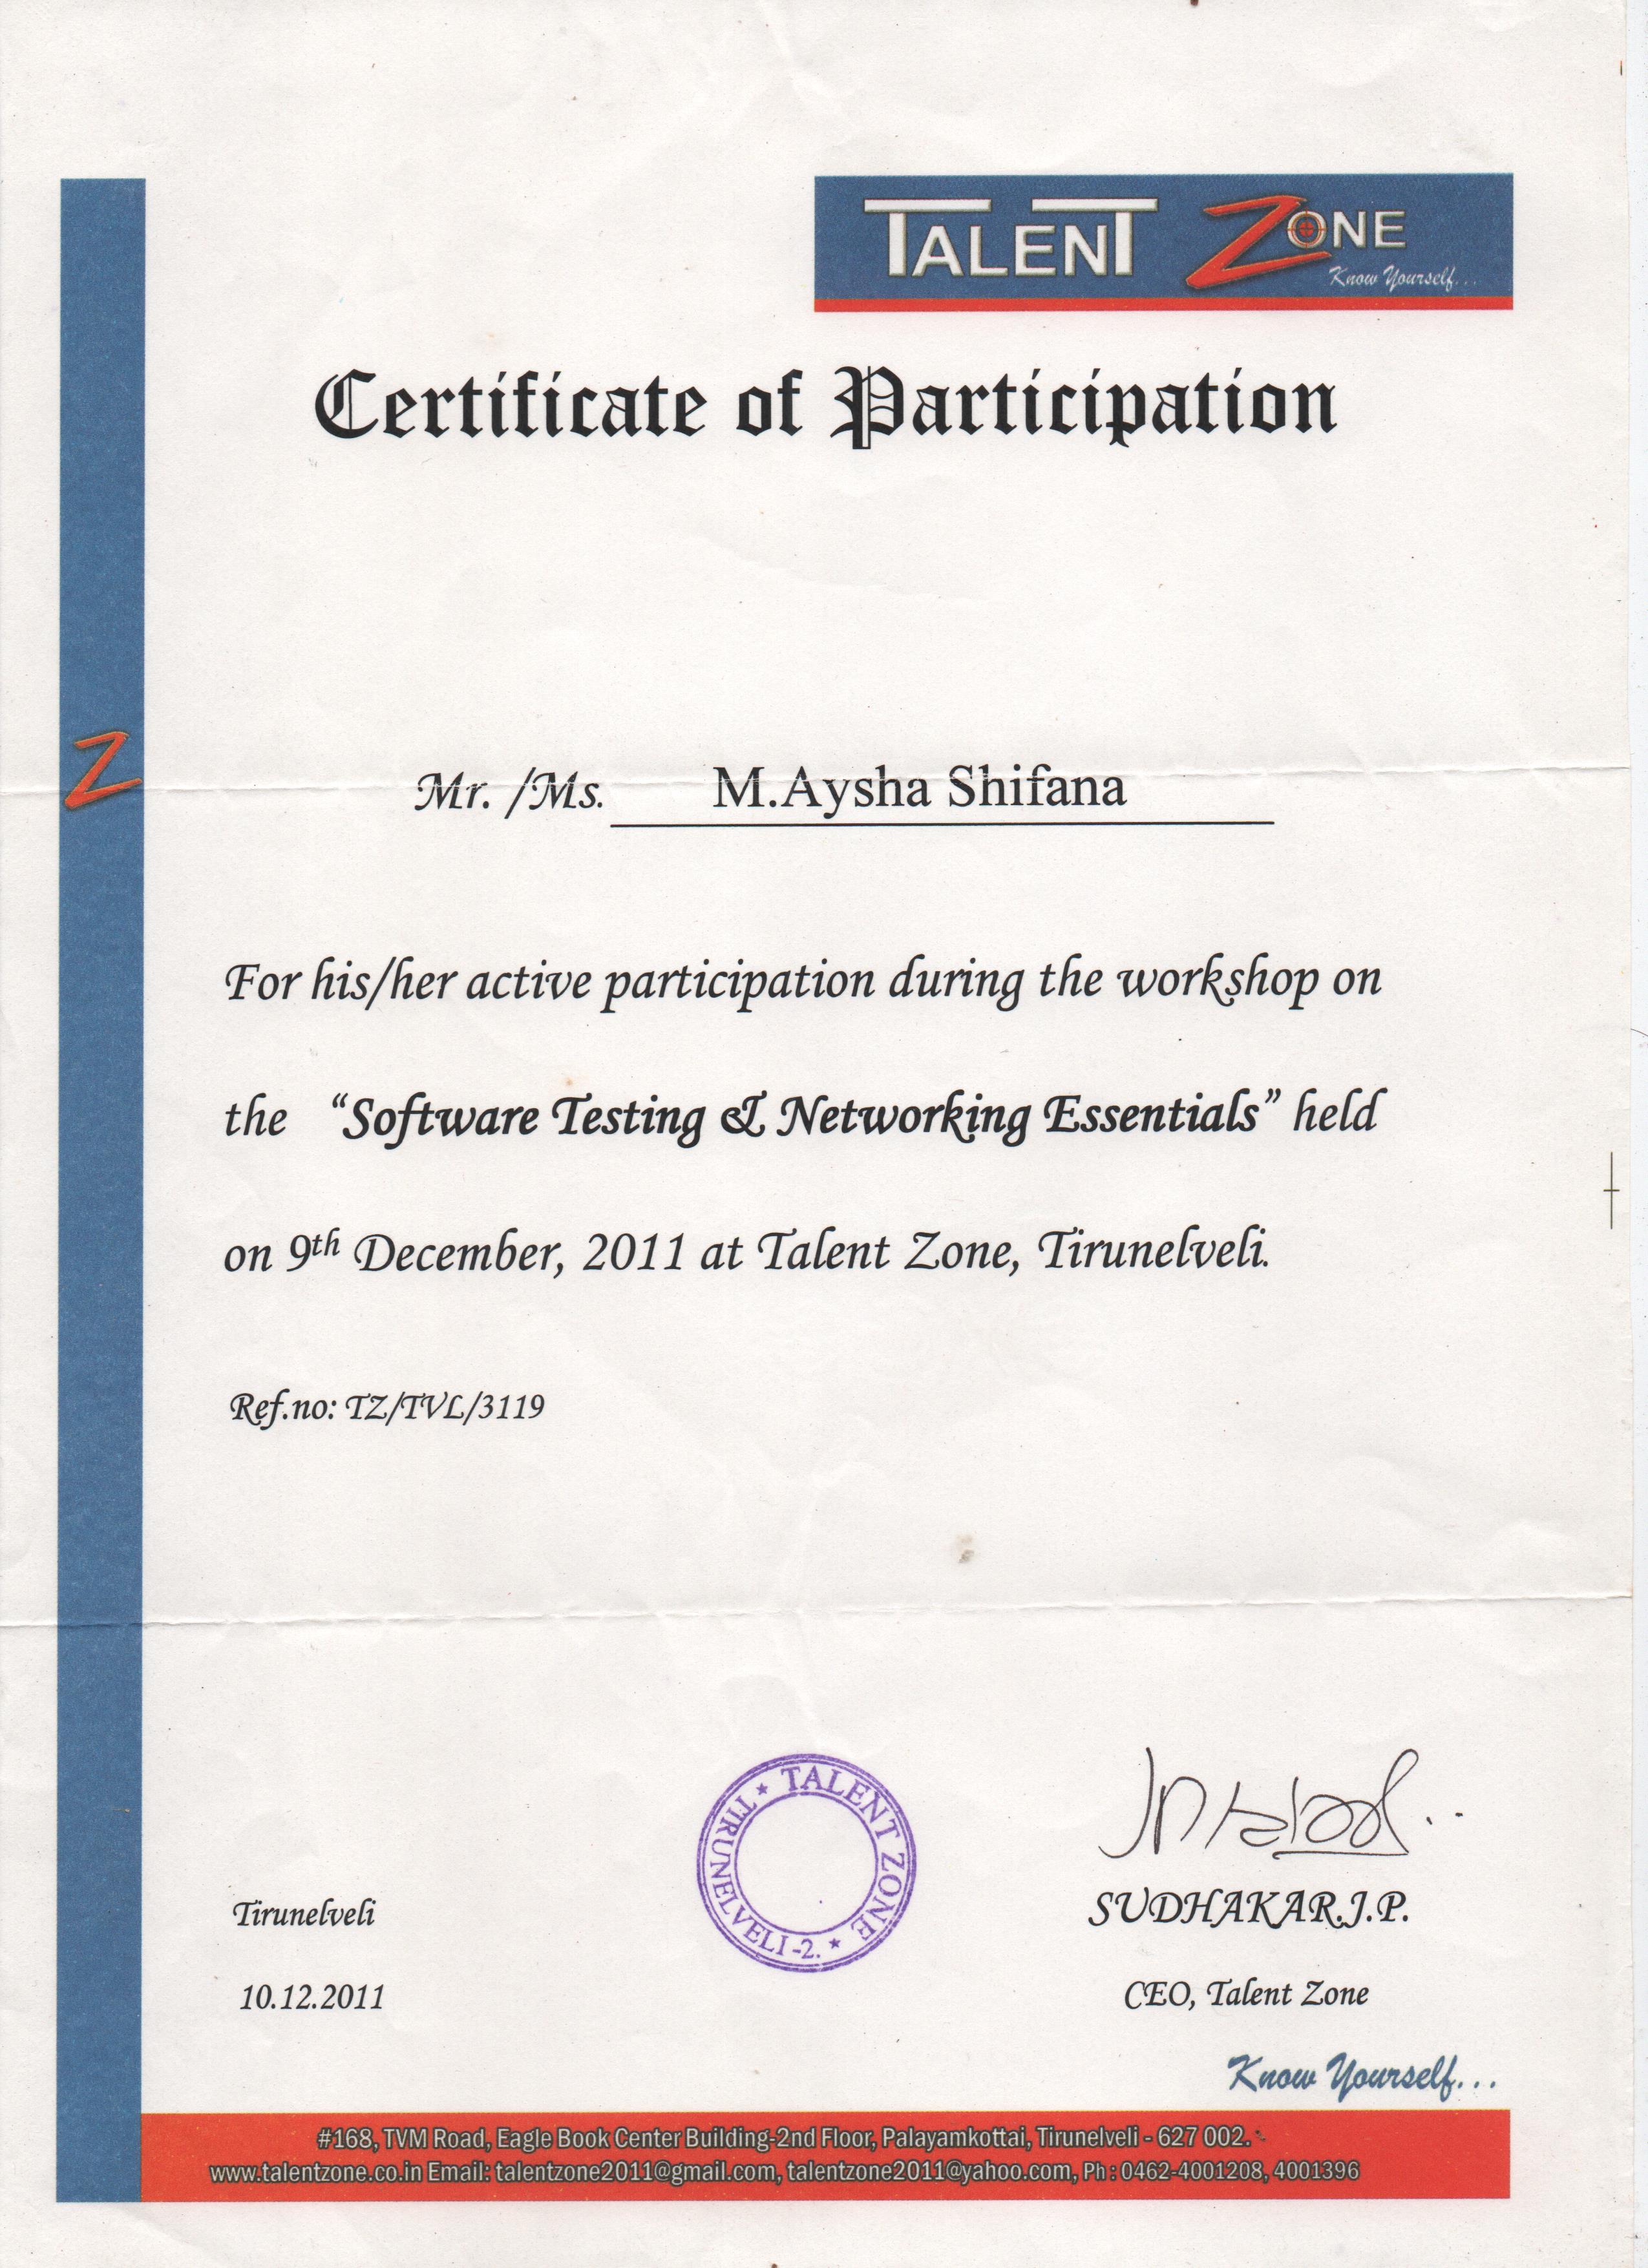 TALENT ZONE
Know Yourself...
Certificate of Participation
Z
Mr. /Ms. M.Aysha Shifana
For his/her active participation during the workshop on
the “Software Testing & Networking Essentials” held
on 9th December, 2011 at Talent Zone, Tirunelveli.
Ref.no: TZ/TVL/3119
★ TALENT ZONE ★ TIRUNELVELI-2.
Tirunelveli
SUDHAKAR.J.P.
10.12.2011
CEO, Talent Zone
Know Yourself...
#168, TVM Road, Eagle Book Center Building-2nd Floor, Palayamkottai, Tirunelveli - 627 002.
www.talentzone.co.in Email: talentzone2011@gmail.com, talentzone2011@yahoo.com, Ph : 0462-4001208, 4001396